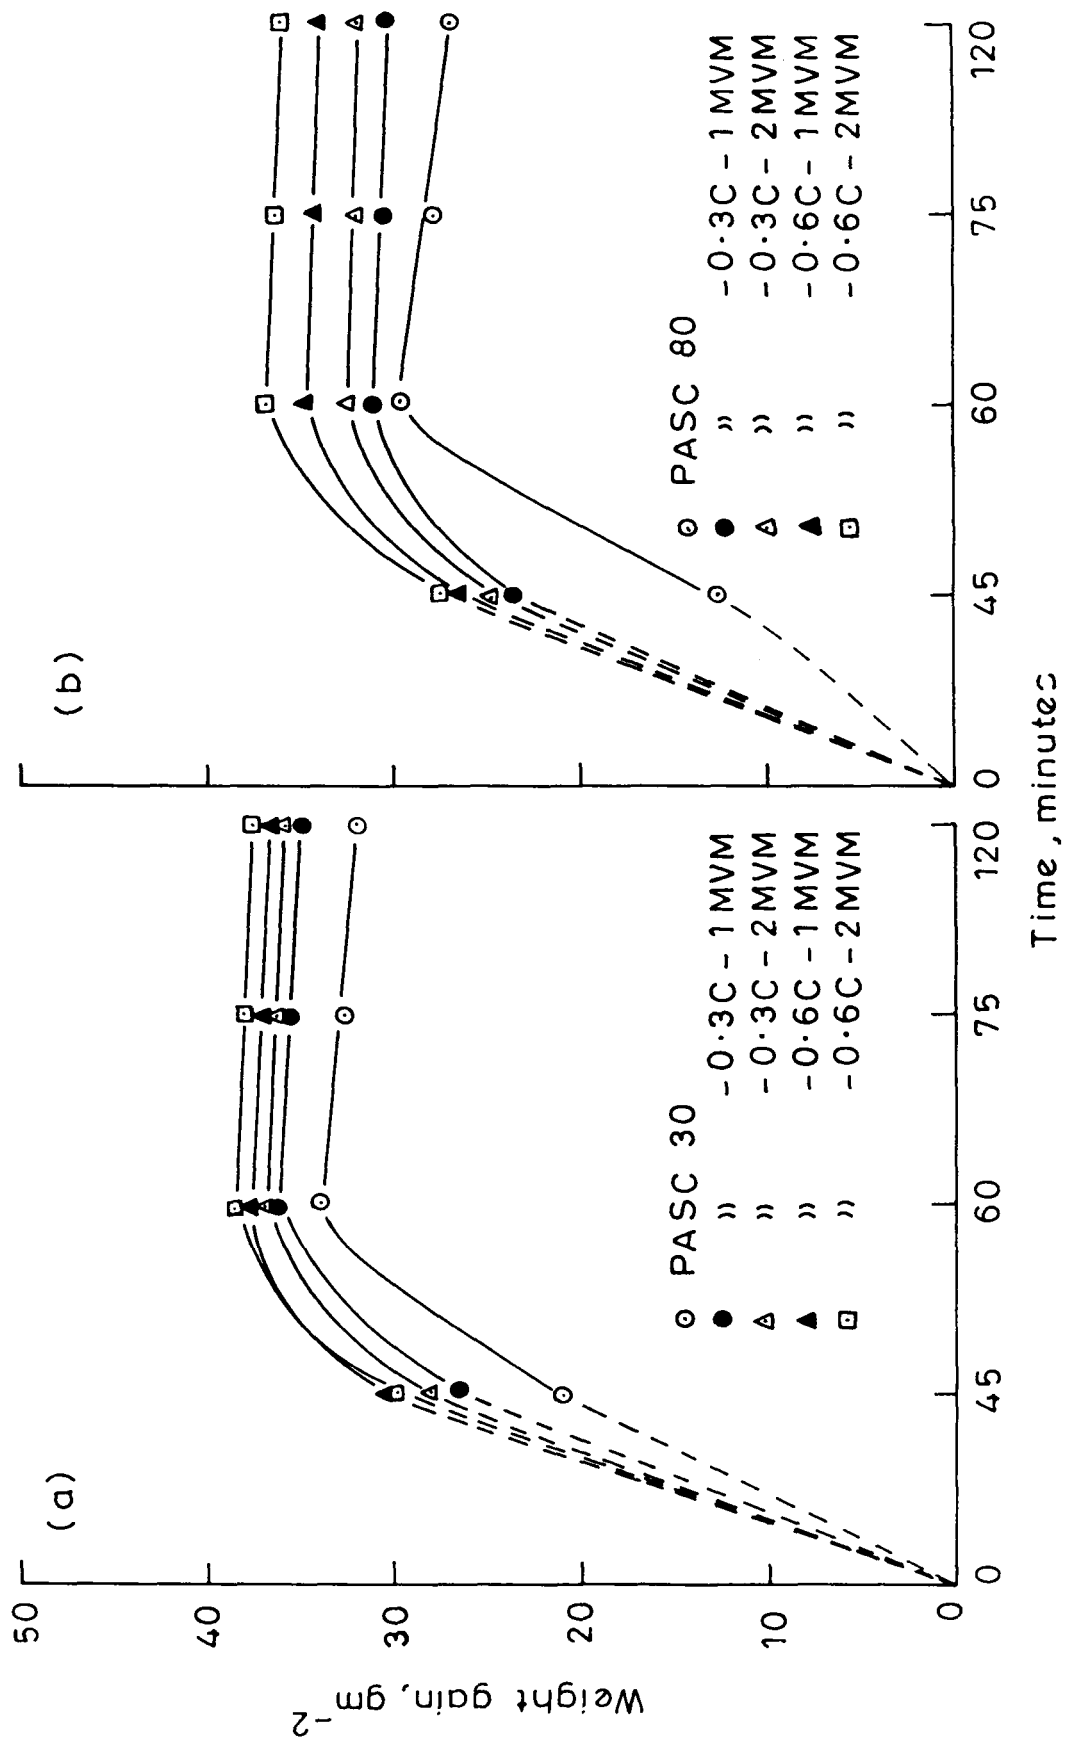 (a)
50
40
30
20
10
0
Weight gain, gm⁻²
0 45 60 75 120
⊙ PASC 30
● " -0·3C-1MVM
△ " -0·3C-2MVM
▲ " -0·6C-1MVM
⊡ " -0·6C-2MVM
(b)
0 45 60 75 120
⊙ PASC 80
● " -0·3C-1MVM
△ " -0·3C-2MVM
▲ " -0·6C-1MVM
⊡ " -0·6C-2MVM
Time, minutes